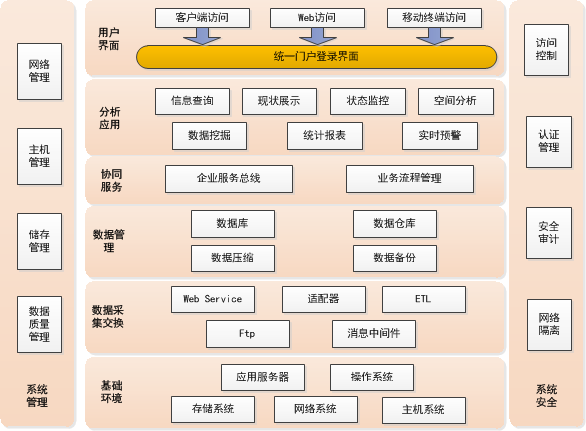 网络
管理
主机
管理
储存
管理
数据
质量
管理
系统
管理
用户
界面
客户端访问
Web访问
移动终端访问
统一门户登录界面
分析
应用
信息查询
现状展示
状态监控
空间分析
数据挖掘
统计报表
实时预警
协同
服务
企业服务总线
业务流程管理
数据管
理
数据库
数据仓库
数据压缩
数据备份
数据采
集交换
Web Service
适配器
ETL
Ftp
消息中间件
基础
环境
应用服务器
操作系统
存储系统
网络系统
主机系统
访问
控制
认证
管理
安全
审计
网络
隔离
系统
安全